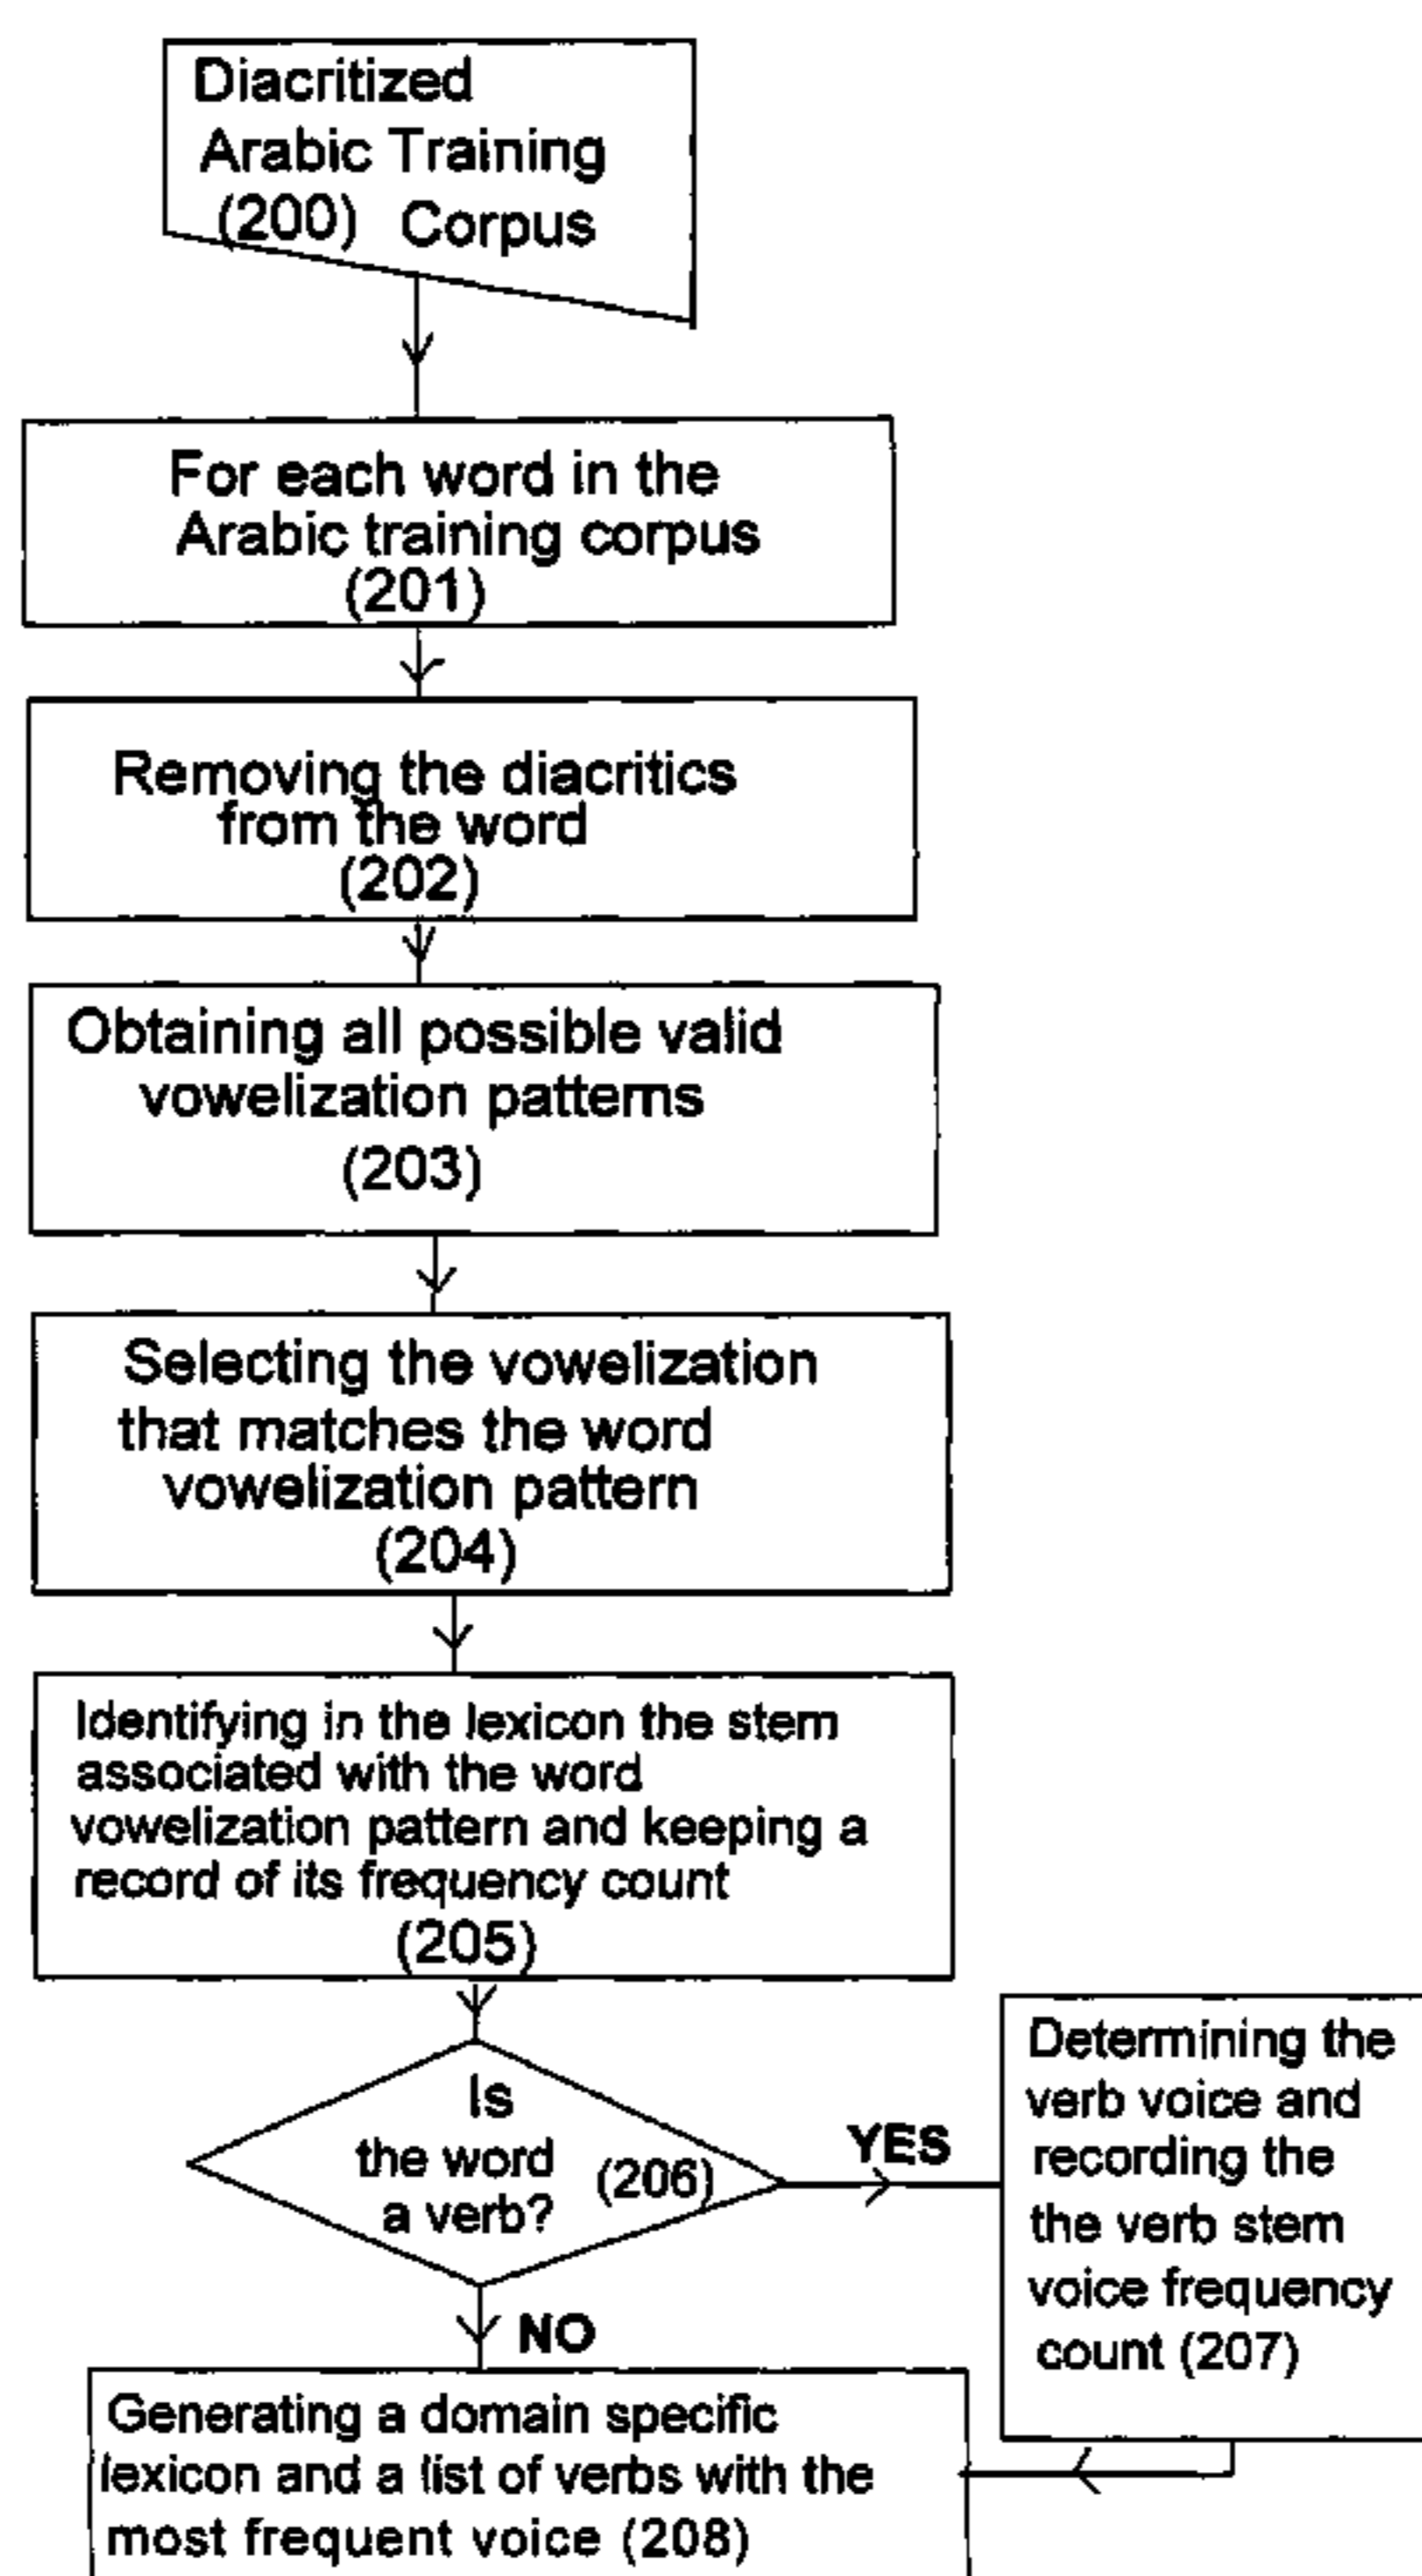 Diacritized
Arabic Training
(200) Corpus
For each word in the
Arabic training corpus
(201)
Removing the diacritics
from the word
(202)
Obtaining all possible valid
vowelization patterns
(203)
Selecting the vowelization
that matches the word
vowelization pattern
(204)
Identifying in the lexicon the stem
associated with the word
vowelization pattern and keeping a
record of its frequency count
(205)
Is
the word
a verb?
(206)
YES
Determining the
verb voice and
recording the
the verb stem
voice frequency
count (207)
NO
Generating a domain specific
lexicon and a list of verbs with the
most frequent voice (208)